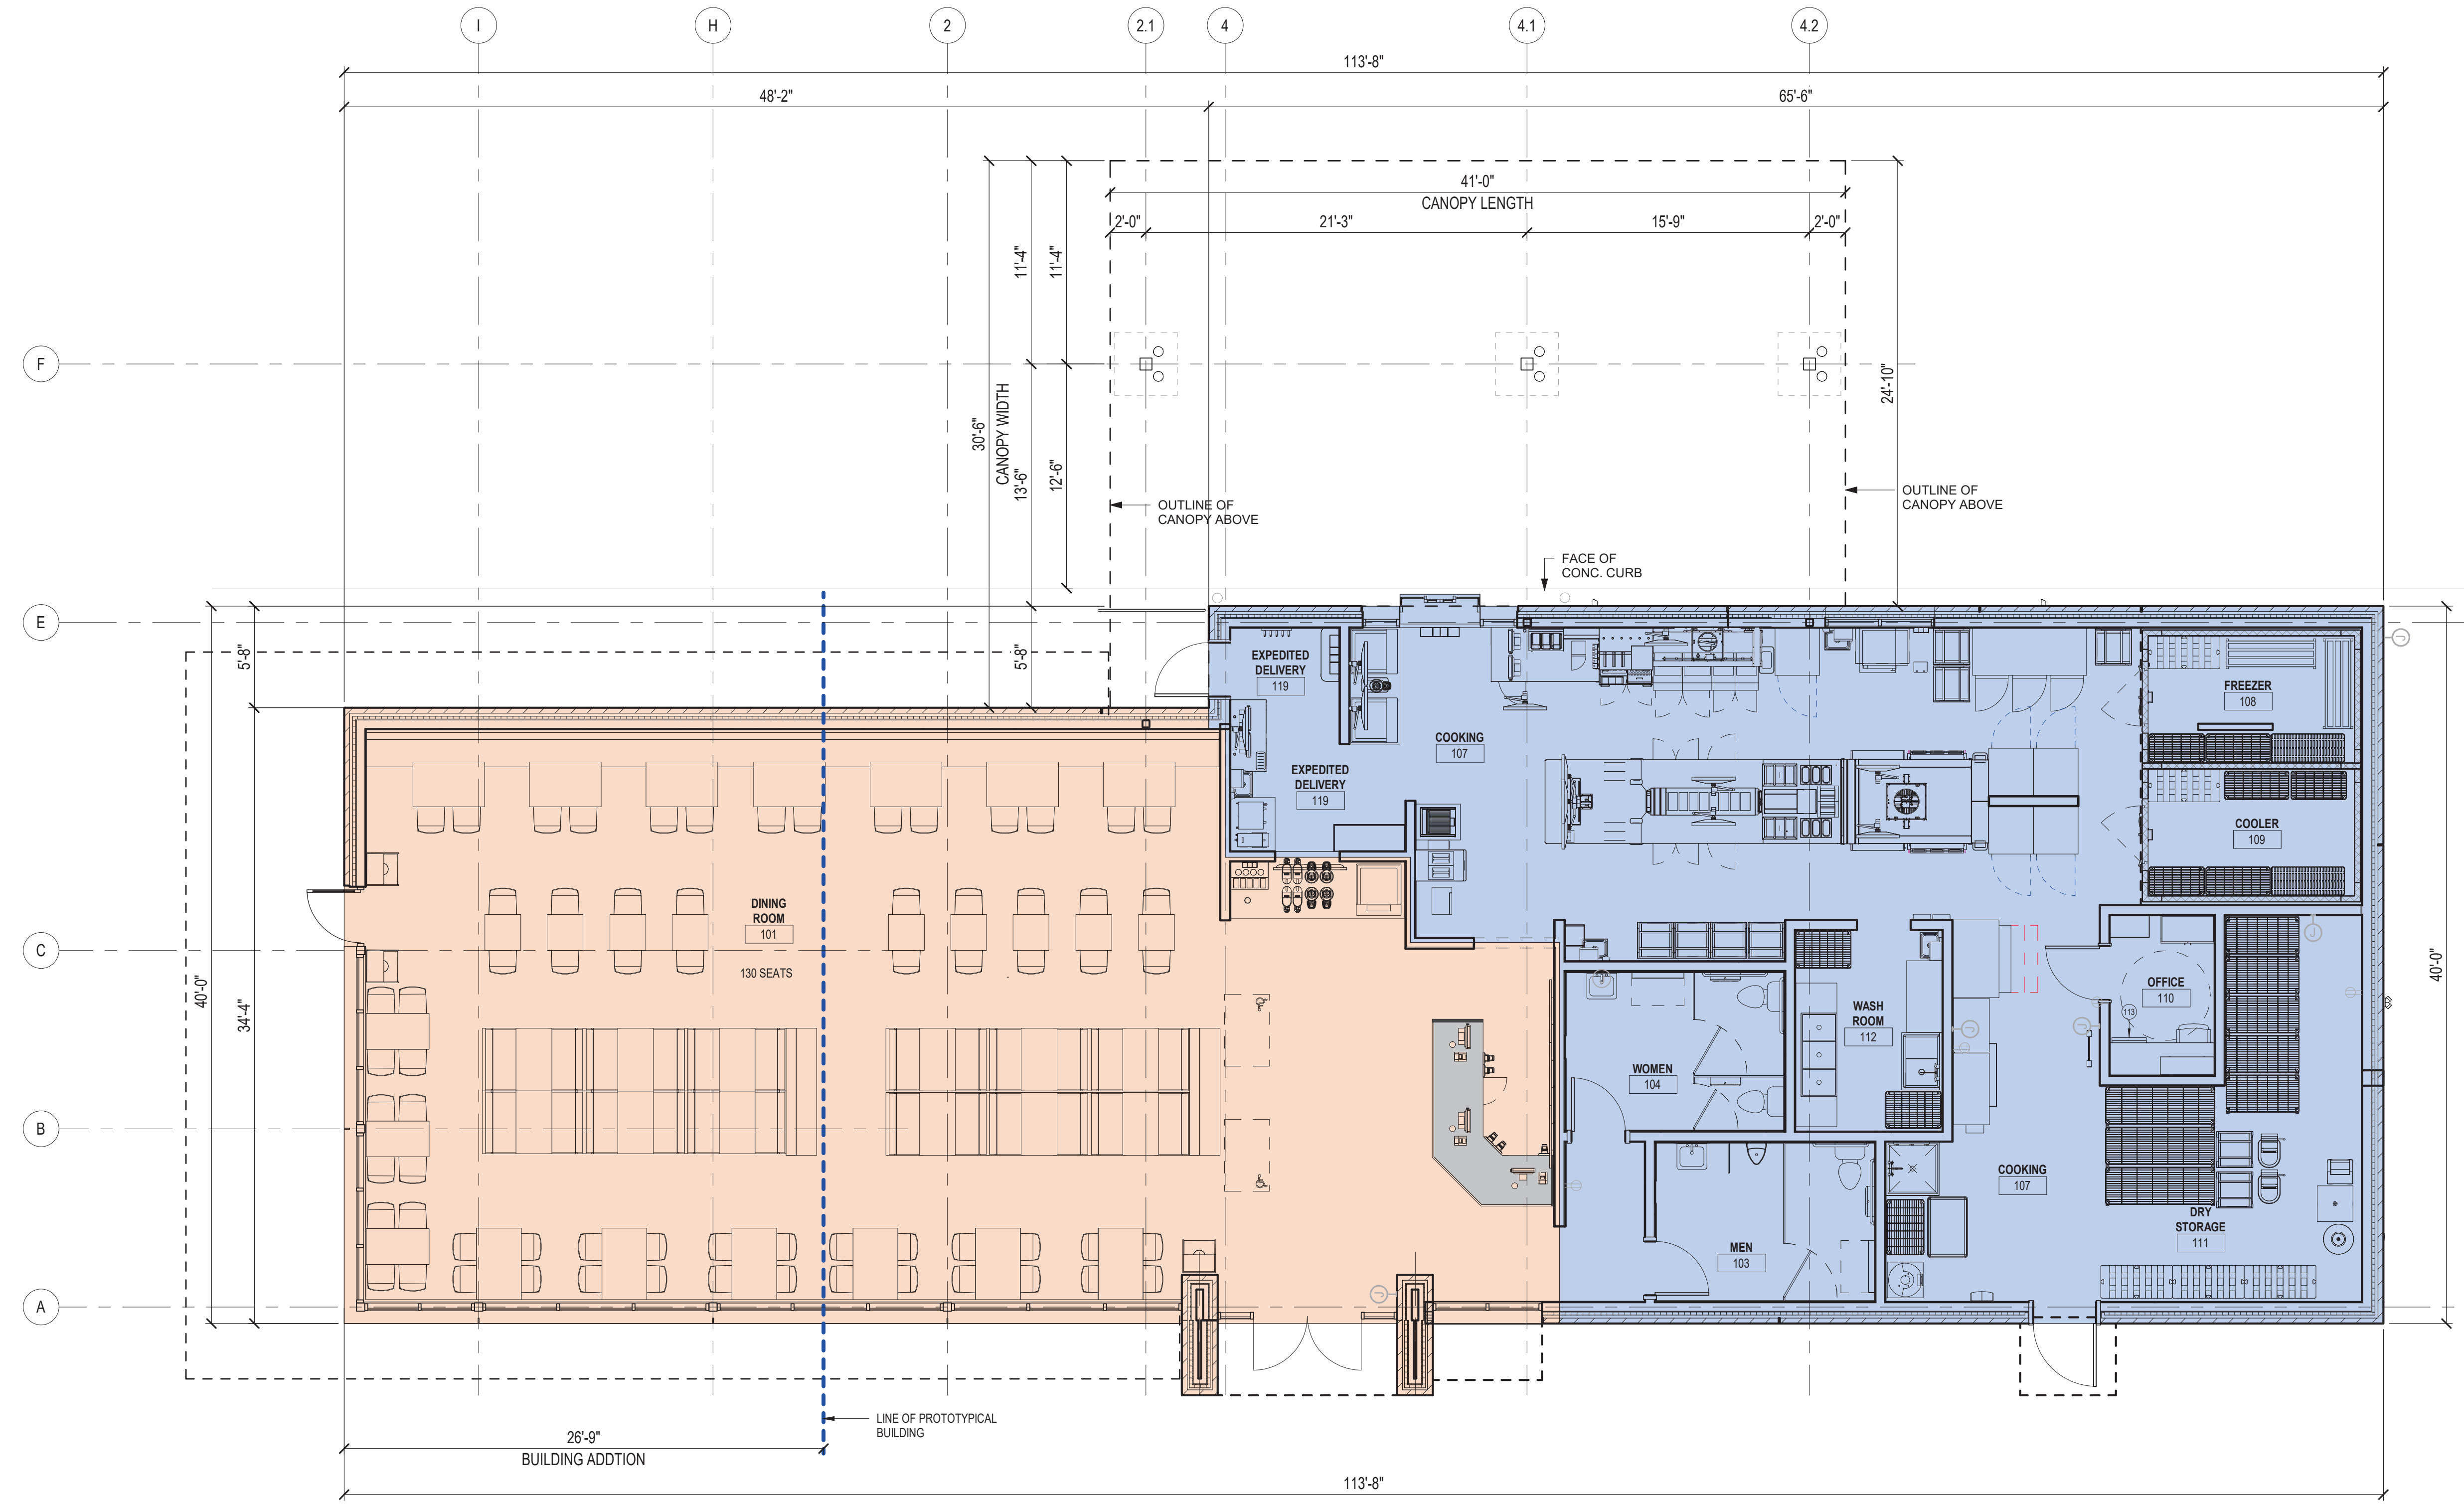 I
H
2
2.1
4
4.1
4.2
113'-8"
48'-2"
65'-6"
41'-0"
CANOPY LENGTH
2'-0"
21'-3"
15'-9"
2'-0"
11'-4"
11'-4"
F
30'-6"
CANOPY WIDTH
13'-6"
12'-6"
24'-10"
OUTLINE OF
CANOPY ABOVE
OUTLINE OF
CANOPY ABOVE
FACE OF
CONC. CURB
E
5'-8"
5'-8"
J
EXPEDITED
DELIVERY
119
FREEZER
108
COOKING
107
EXPEDITED
DELIVERY
119
COOLER
109
DINING
ROOM
101
130 SEATS
C
40'-0"
34'-4"
40'-0"
J
OFFICE
110
113
WASH
ROOM
112
J
J
WOMEN
104
B
COOKING
107
DRY
STORAGE
111
MEN
103
J
A
LINE OF PROTOTYPICAL
BUILDING
26'-9"
BUILDING ADDTION
113'-8"